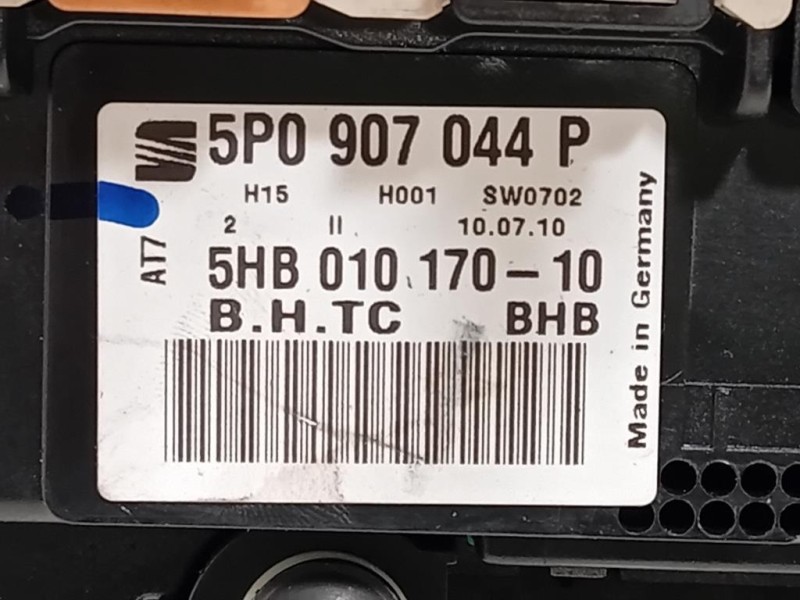 5P0 907 044 P
H15 H001 SW0702
2 II 10.07.10
AT7
5HB 010 170-10
B.H.TC BHB
Made in Germany